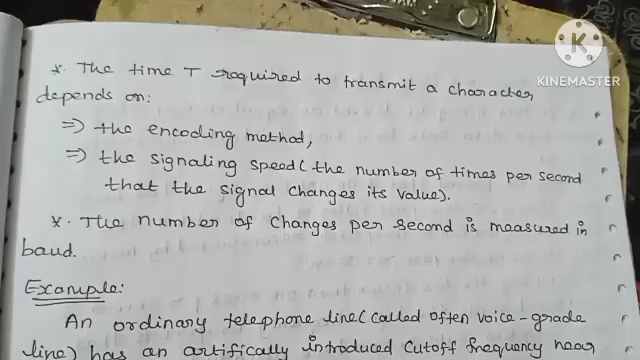 KINEMASTER
*. The time T required to transmit a character
depends on:
⇒ the encoding method,
⇒ the signaling speed (the number of times per second
that the signal changes its value).
*. The number of changes per second is measured in
baud.
Example:
An ordinary telephone line (called often voice-grade
line) has an artifically introduced cutoff frequency near